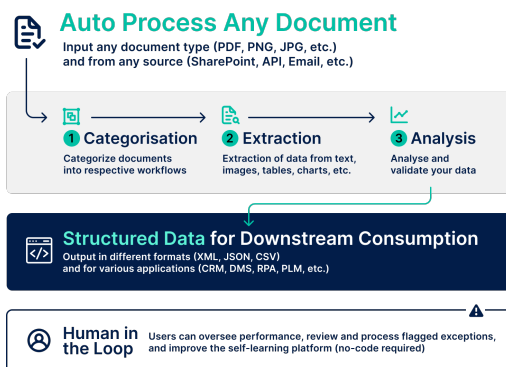 Auto Process Any Document
Input any document type (PDF, PNG, JPG, etc.)
and from any source (SharePoint, API, Email, etc.)
1 Categorisation
Categorize documents
into respective workflows
2 Extraction
Extraction of data from text,
images, tables, charts, etc.
3 Analysis
Analyse and
validate your data
Structured Data for Downstream Consumption
Output in different formats (XML, JSON, CSV)
and for various applications (CRM, DMS, RPA, PLM, etc.)
Human in
the Loop
Users can oversee performance, review and process flagged exceptions,
and improve the self-learning platform (no-code required)